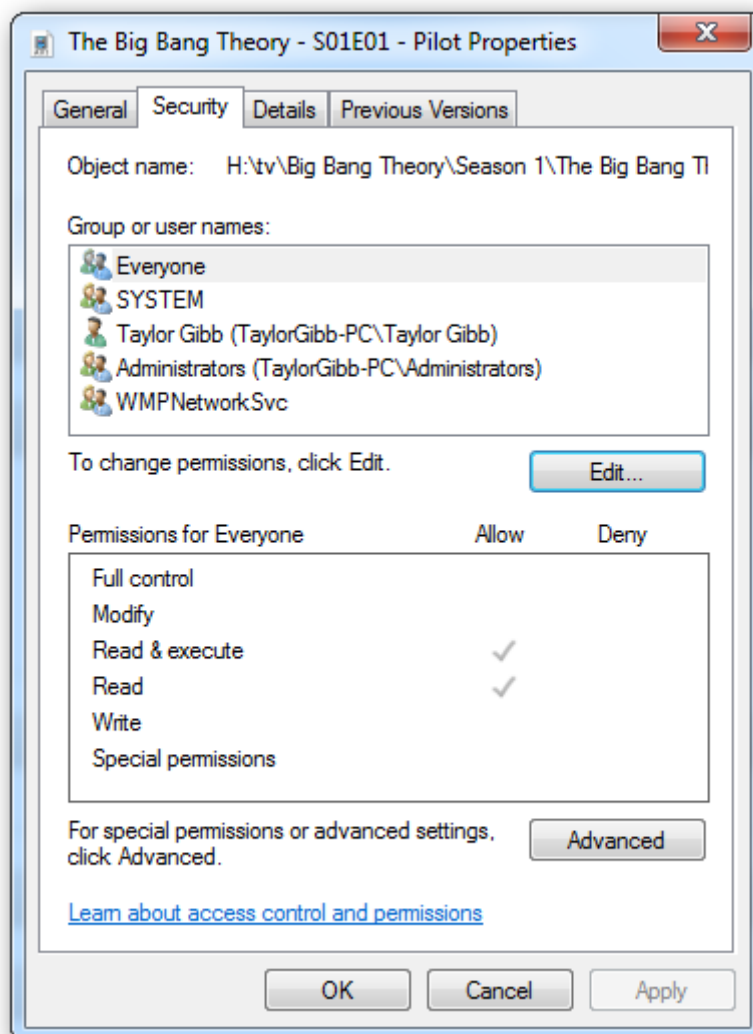 The Big Bang Theory - S01E01 - Pilot Properties
General Security Details Previous Versions
Object name: H:\tv\Big Bang Theory\Season 1\The Big Bang Tl
Group or user names:
Everyone
SYSTEM
Taylor Gibb (TaylorGibb-PC\Taylor Gibb)
Administrators (TaylorGibb-PC\Administrators)
WMPNetworkSvc
To change permissions, click Edit. Edit...
Permissions for Everyone Allow Deny
Full control
Modify
Read & execute
Read
Write
Special permissions
For special permissions or advanced settings,
click Advanced. Advanced
Learn about access control and permissions
OK Cancel Apply